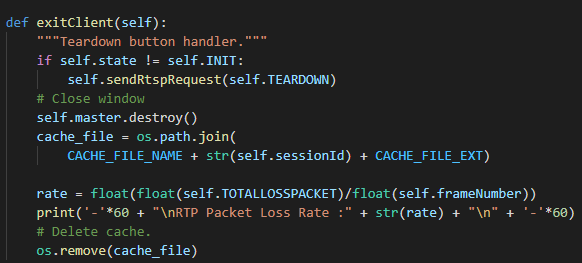 def exitClient(self):
    """Teardown button handler."""
    if self.state != self.INIT:
        self.sendRtspRequest(self.TEARDOWN)
    # Close window
    self.master.destroy()
    cache_file = os.path.join(
        CACHE_FILE_NAME + str(self.sessionId) + CACHE_FILE_EXT)

    rate = float(float(self.TOTALLOSSPACKET)/float(self.frameNumber))
    print('-'*60 + "\nRTP Packet Loss Rate :" + str(rate) + "\n" + '-'*60)
    # Delete cache.
    os.remove(cache_file)